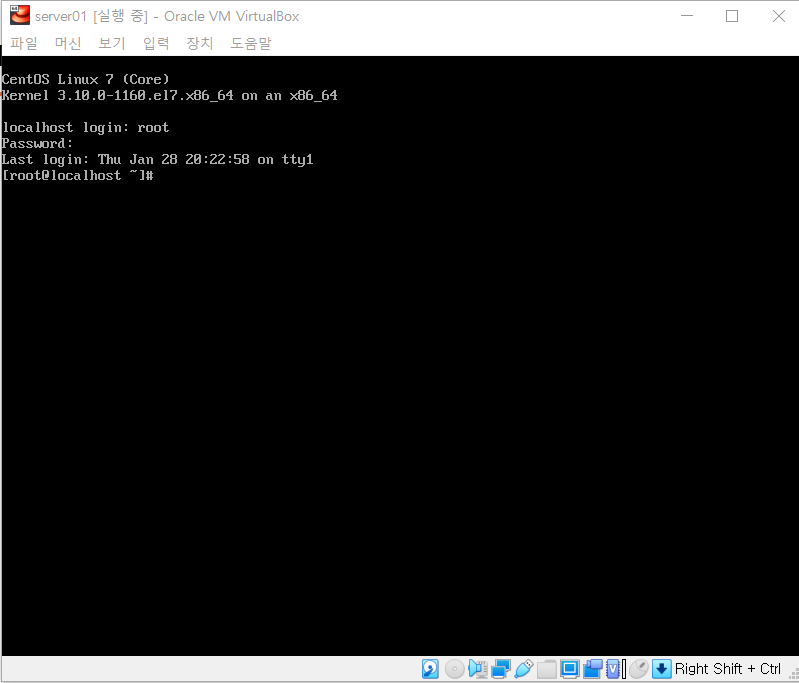 server01 [실행 중] - Oracle VM VirtualBox
파일 머신 보기 입력 장치 도움말
CentOS Linux 7 (Core)
Kernel 3.10.0-1160.el7.x86_64 on an x86_64
localhost login: root
Password:
Last login: Thu Jan 28 20:22:58 on tty1
[root@localhost ~]#
Right Shift + Ctrl